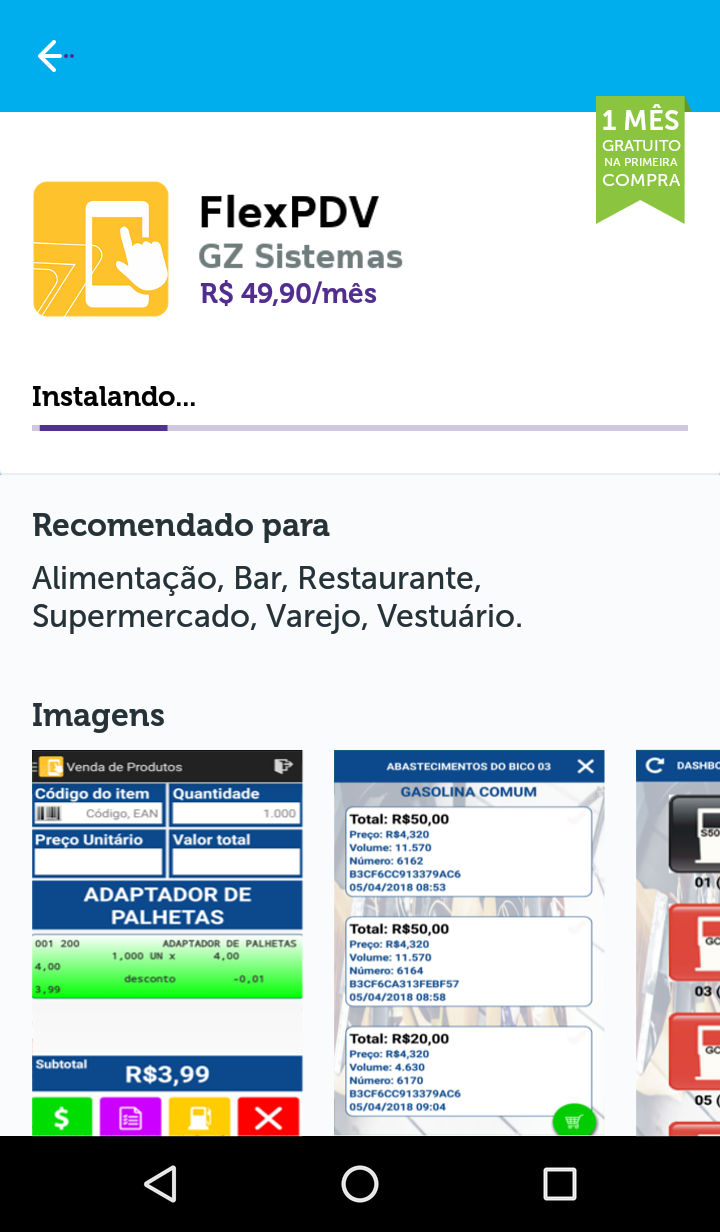 1 MÊS
GRATUITO
NA PRIMEIRA
COMPRA
FlexPDV
GZ Sistemas
R$ 49,90/mês
Instalando...
Recomendado para
Alimentação, Bar, Restaurante,
Supermercado, Varejo, Vestuário.
Imagens
Venda de Produtos
Código do item Quantidade
Código, EAN 1.000
Preço Unitário Valor total
ADAPTADOR DE
PALHETAS
001 200 ADAPTADOR DE PALHETAS
1,000 UN x 4,00
4,00
desconto -0,01
3,99
Subtotal
R$3,99
$
ABASTECIMENTOS DO BICO 03
GASOLINA COMUM
Total: R$50,00
Preço: R$4,320
Volume: 11.570
Número: 6162
B3CF6CC913379AC6
05/04/2018 08:53
Total: R$50,00
Preço: R$4,320
Volume: 11.570
Número: 6164
B3CF6CA313FEBF57
05/04/2018 08:58
Total: R$20,00
Preço: R$4,320
Volume: 4.630
Número: 6170
B3CF6CC913379AC6
05/04/2018 09:04
DASHBO
S50
01 (
GC
03 (
GC
05 (